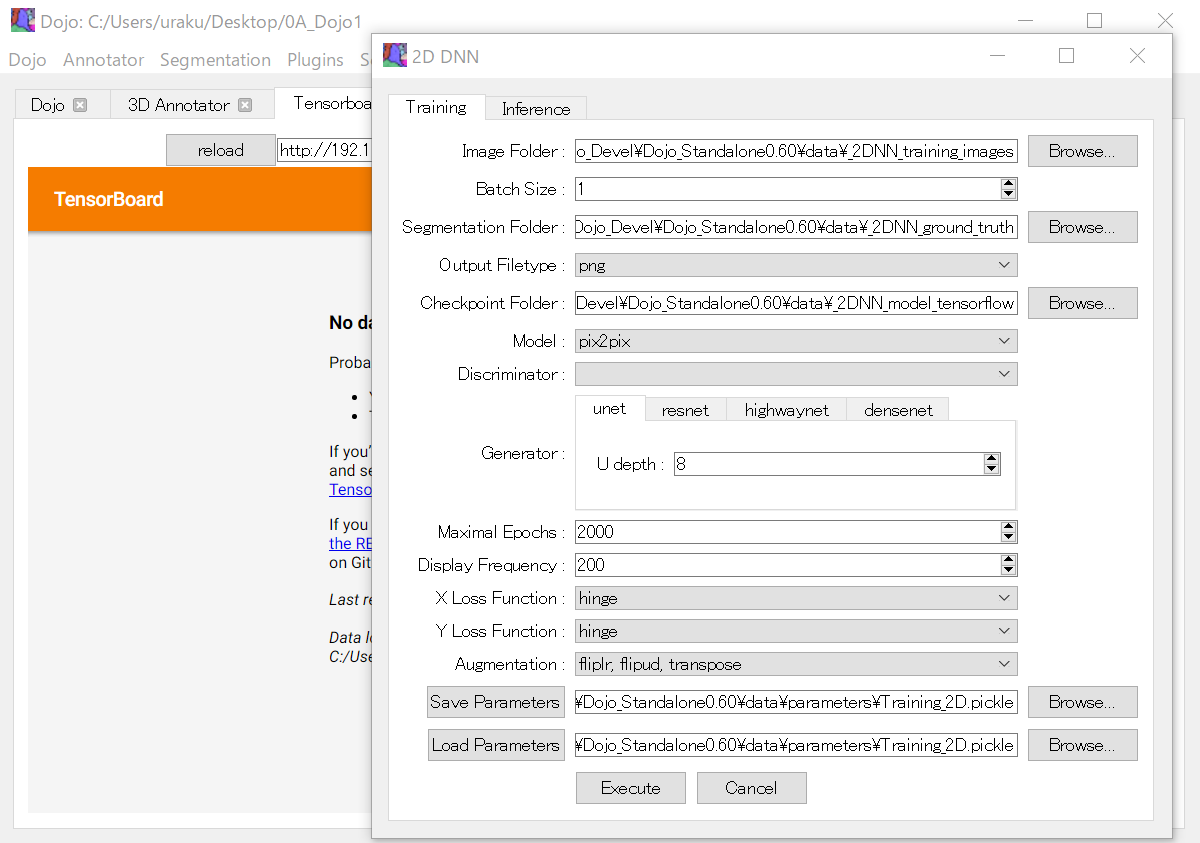 Dojo: C:/Users/uraku/Desktop/0A_Dojo1
Dojo Annotator Segmentation Plugins
Dojo 3D Annotator Tensorboa
reload http://192.1
TensorBoard
No da
Proba
If you'
and se
Tenso
If you
the RE
on Git
Last re
Data lo
C:/Use
2D DNN
Training Inference
Image Folder : o_Devel¥Dojo_Standalone0.60¥data¥_2DNN_training_images Browse...
Batch Size : 1
Segmentation Folder : Dojo_Devel¥Dojo_Standalone0.60¥data¥_2DNN_ground_truth Browse...
Output Filetype : png
Checkpoint Folder : Devel¥Dojo_Standalone0.60¥data¥_2DNN_model_tensorflow Browse...
Model : pix2pix
Discriminator :
unet resnet highwaynet densenet
Generator :
U depth : 8
Maximal Epochs : 2000
Display Frequency : 200
X Loss Function : hinge
Y Loss Function : hinge
Augmentation : fliplr, flipud, transpose
Save Parameters ¥Dojo_Standalone0.60¥data¥parameters¥Training_2D.pickle Browse...
Load Parameters ¥Dojo_Standalone0.60¥data¥parameters¥Training_2D.pickle Browse...
Execute Cancel